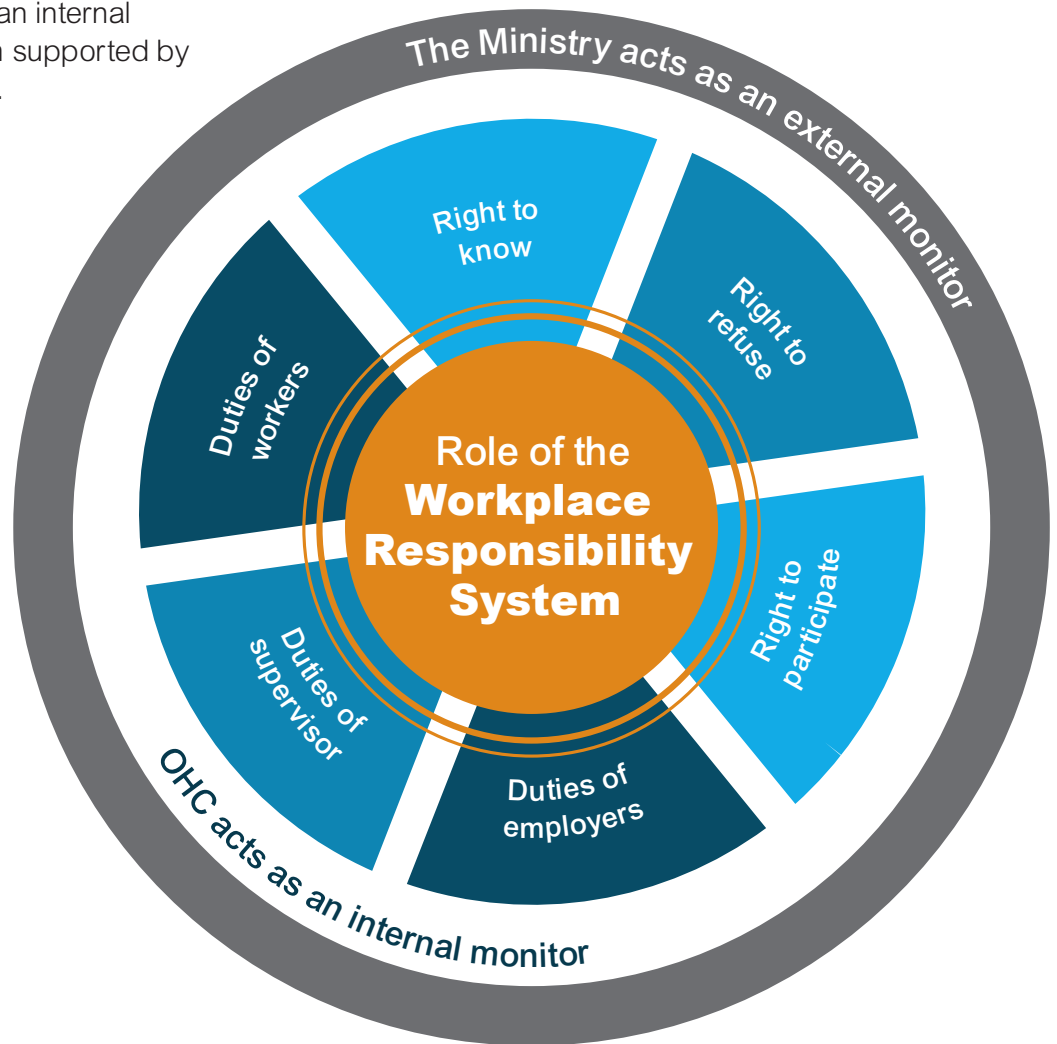 an internal
supported by
The Ministry acts as an external monitor
Right to
know
Right to
refuse
Right to
participate
Duties of
employers
Duties of
supervisor
Duties of
workers
Role of the
Workplace
Responsibility
System
OHC acts as an internal monitor